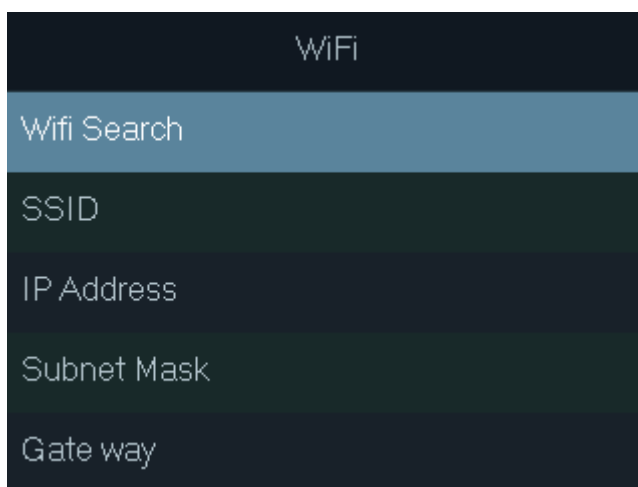 WiFi
Wifi Search
SSID
IP Address
Subnet Mask
Gate way